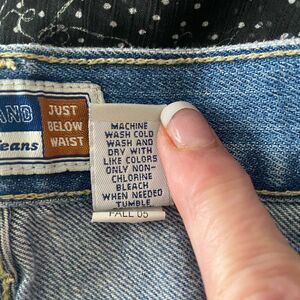 AND
Jeans
JUST
BELOW
WAIST
MACHINE
WASH COLD
WASH AND
DRY WITH
LIKE COLORS
ONLY NON-
CHLORINE
BLEACH
WHEN NEEDED
TUMBLE
FALL 05